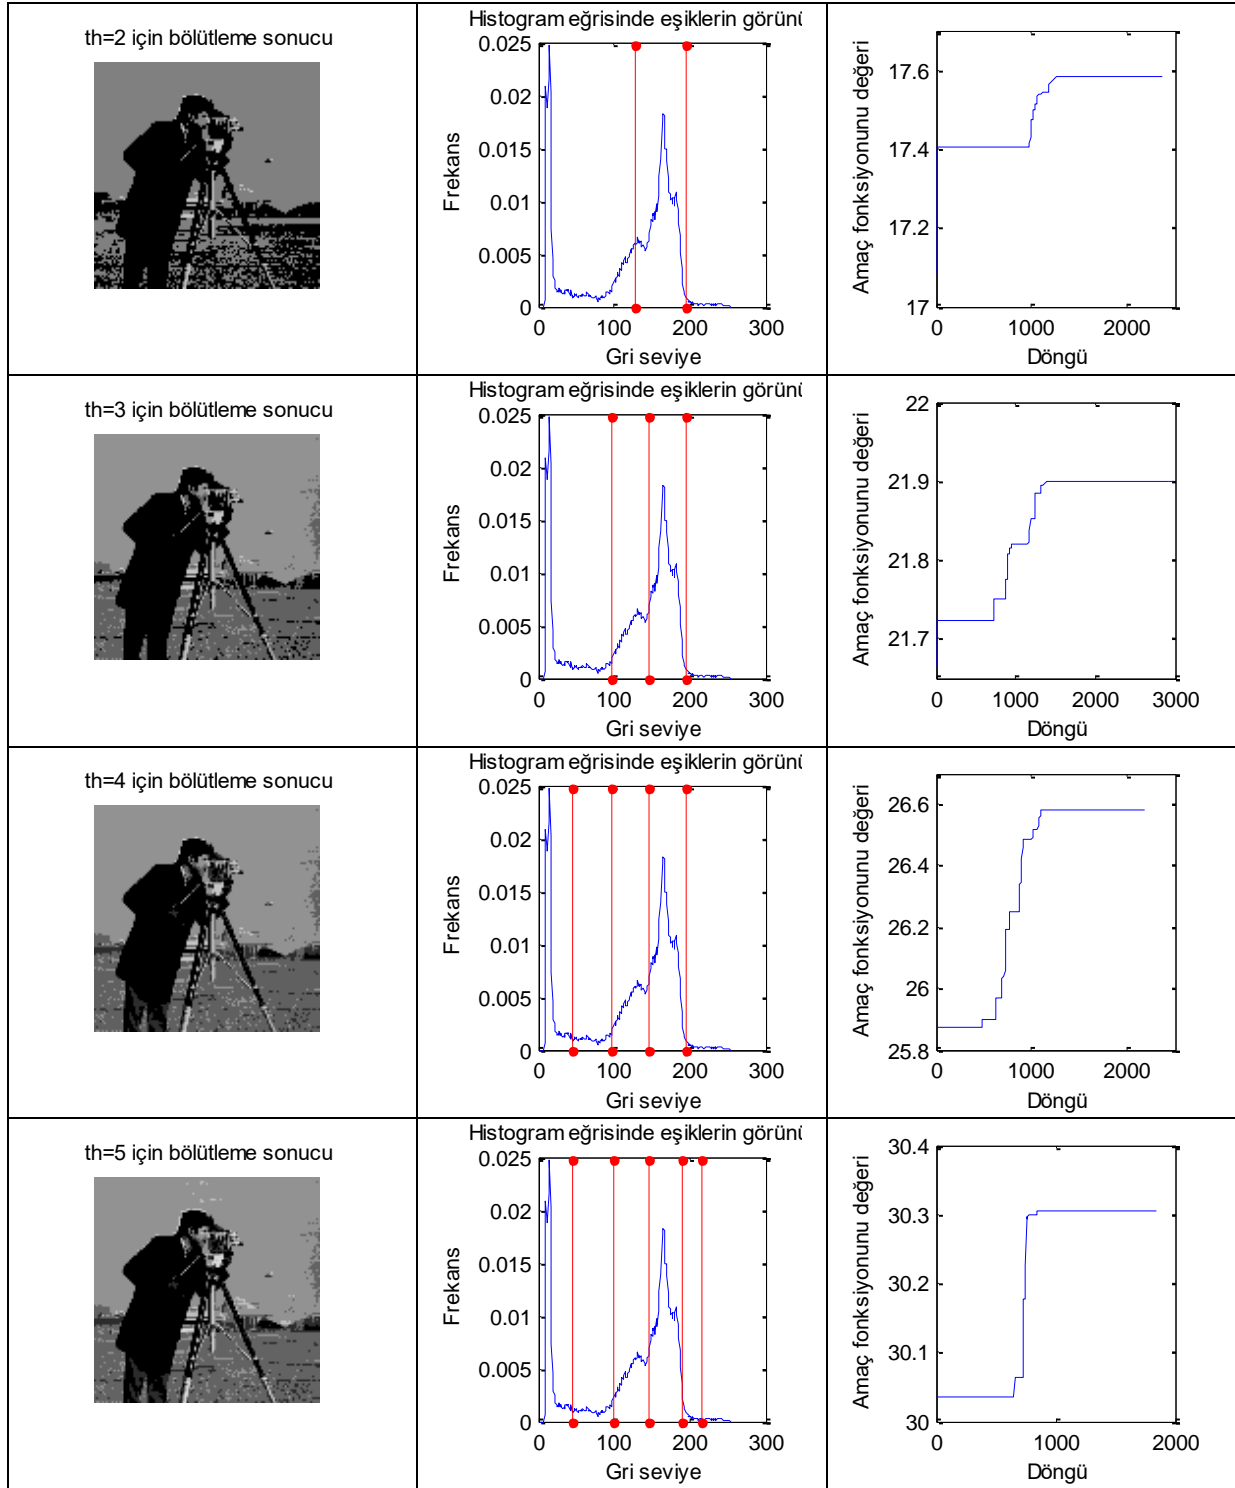 th=2 için bölütleme sonucu
Histogram eğrisinde eşiklerin görünü
0.025
0.02
0.015
0.01
0.005
0
Frekans
0 100 200 300
Gri seviye
17.6
17.4
17.2
17
Amaç fonksiyonunu değeri
0 1000 2000
Döngü
th=3 için bölütleme sonucu
Histogram eğrisinde eşiklerin görünü
0.025
0.02
0.015
0.01
0.005
0
Frekans
0 100 200 300
Gri seviye
22
21.9
21.8
21.7
Amaç fonksiyonunu değeri
0 1000 2000 3000
Döngü
th=4 için bölütleme sonucu
Histogram eğrisinde eşiklerin görünü
0.025
0.02
0.015
0.01
0.005
0
Frekans
0 100 200 300
Gri seviye
26.6
26.4
26.2
26
25.8
Amaç fonksiyonunu değeri
0 1000 2000
Döngü
th=5 için bölütleme sonucu
Histogram eğrisinde eşiklerin görünü
0.025
0.02
0.015
0.01
0.005
0
Frekans
0 100 200 300
Gri seviye
30.4
30.3
30.2
30.1
30
Amaç fonksiyonunu değeri
0 1000 2000
Döngü